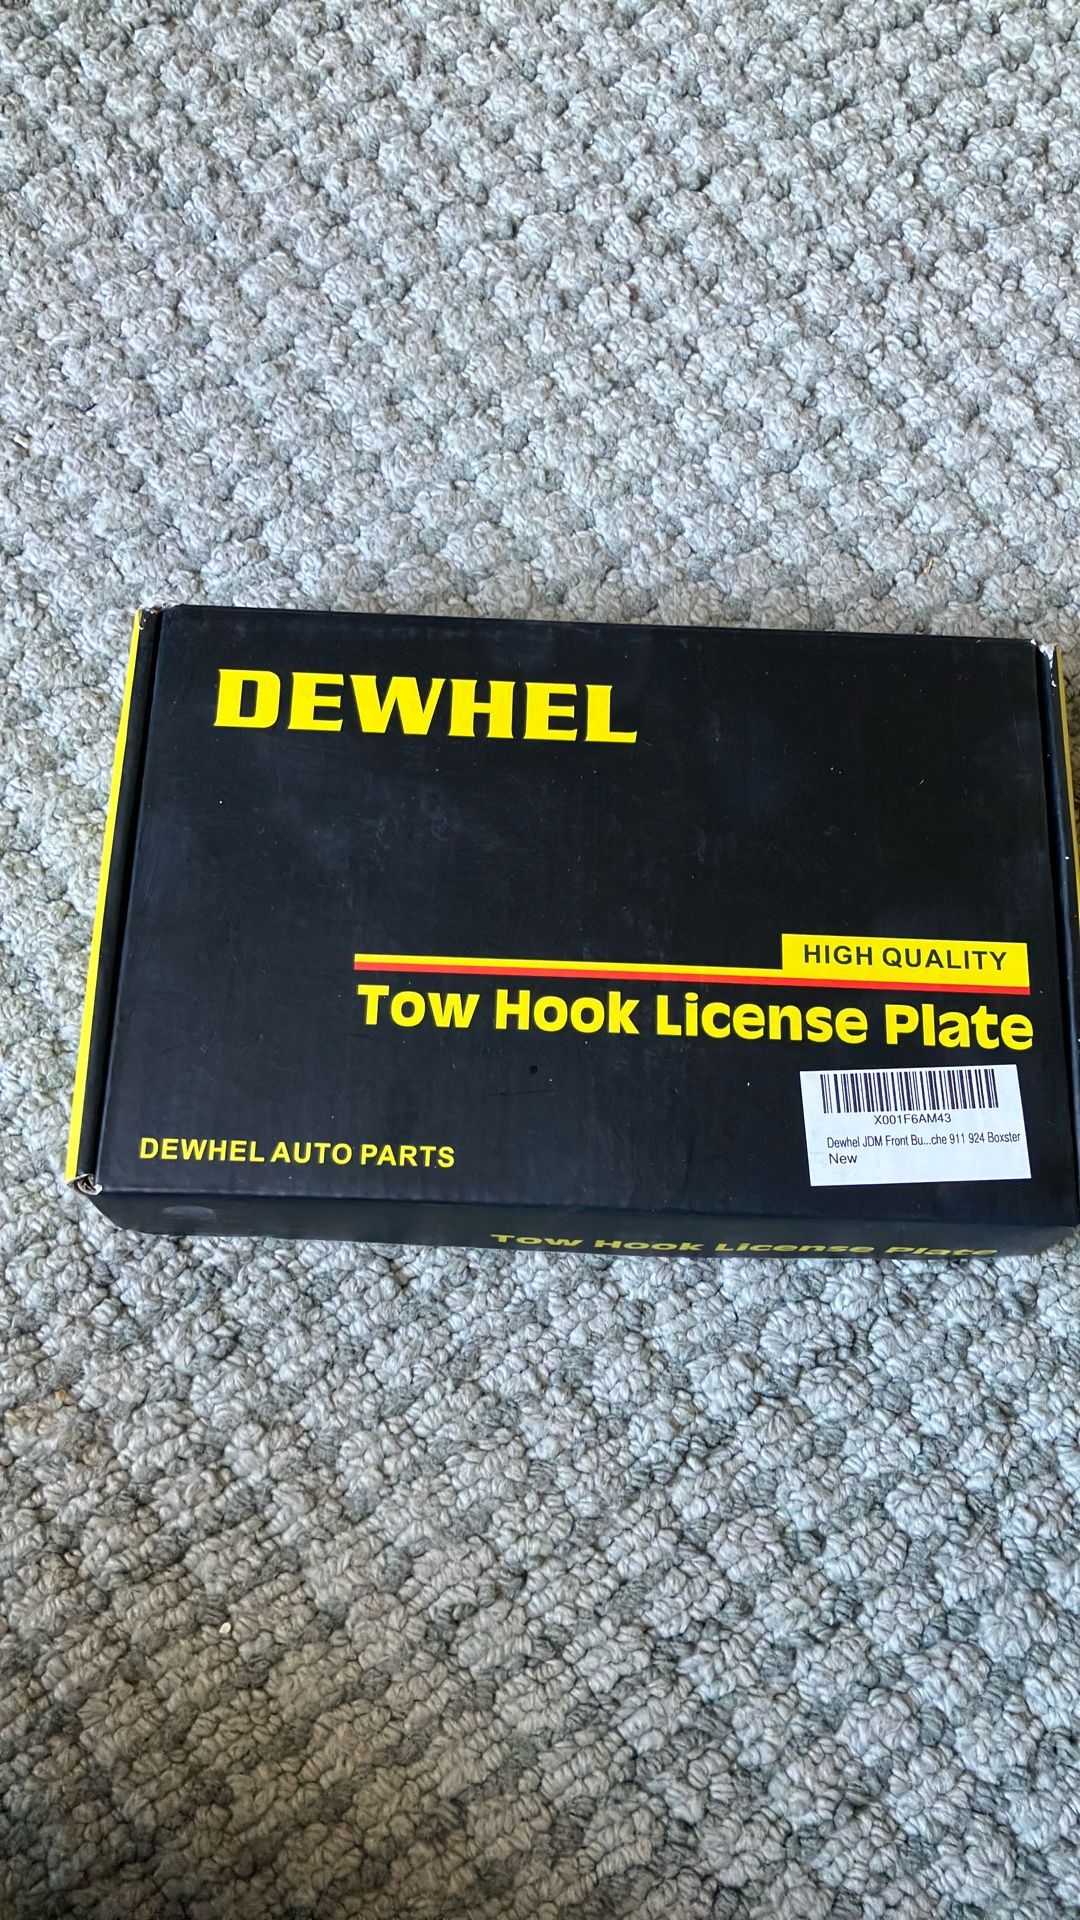 DEWHEL
HIGH QUALITY
Tow Hook License Plate
X001F6AM43
Dewhel JDM Front Bu...che 911 924 Boxster
New
DEWHEL AUTO PARTS
Tow Hook License Plate